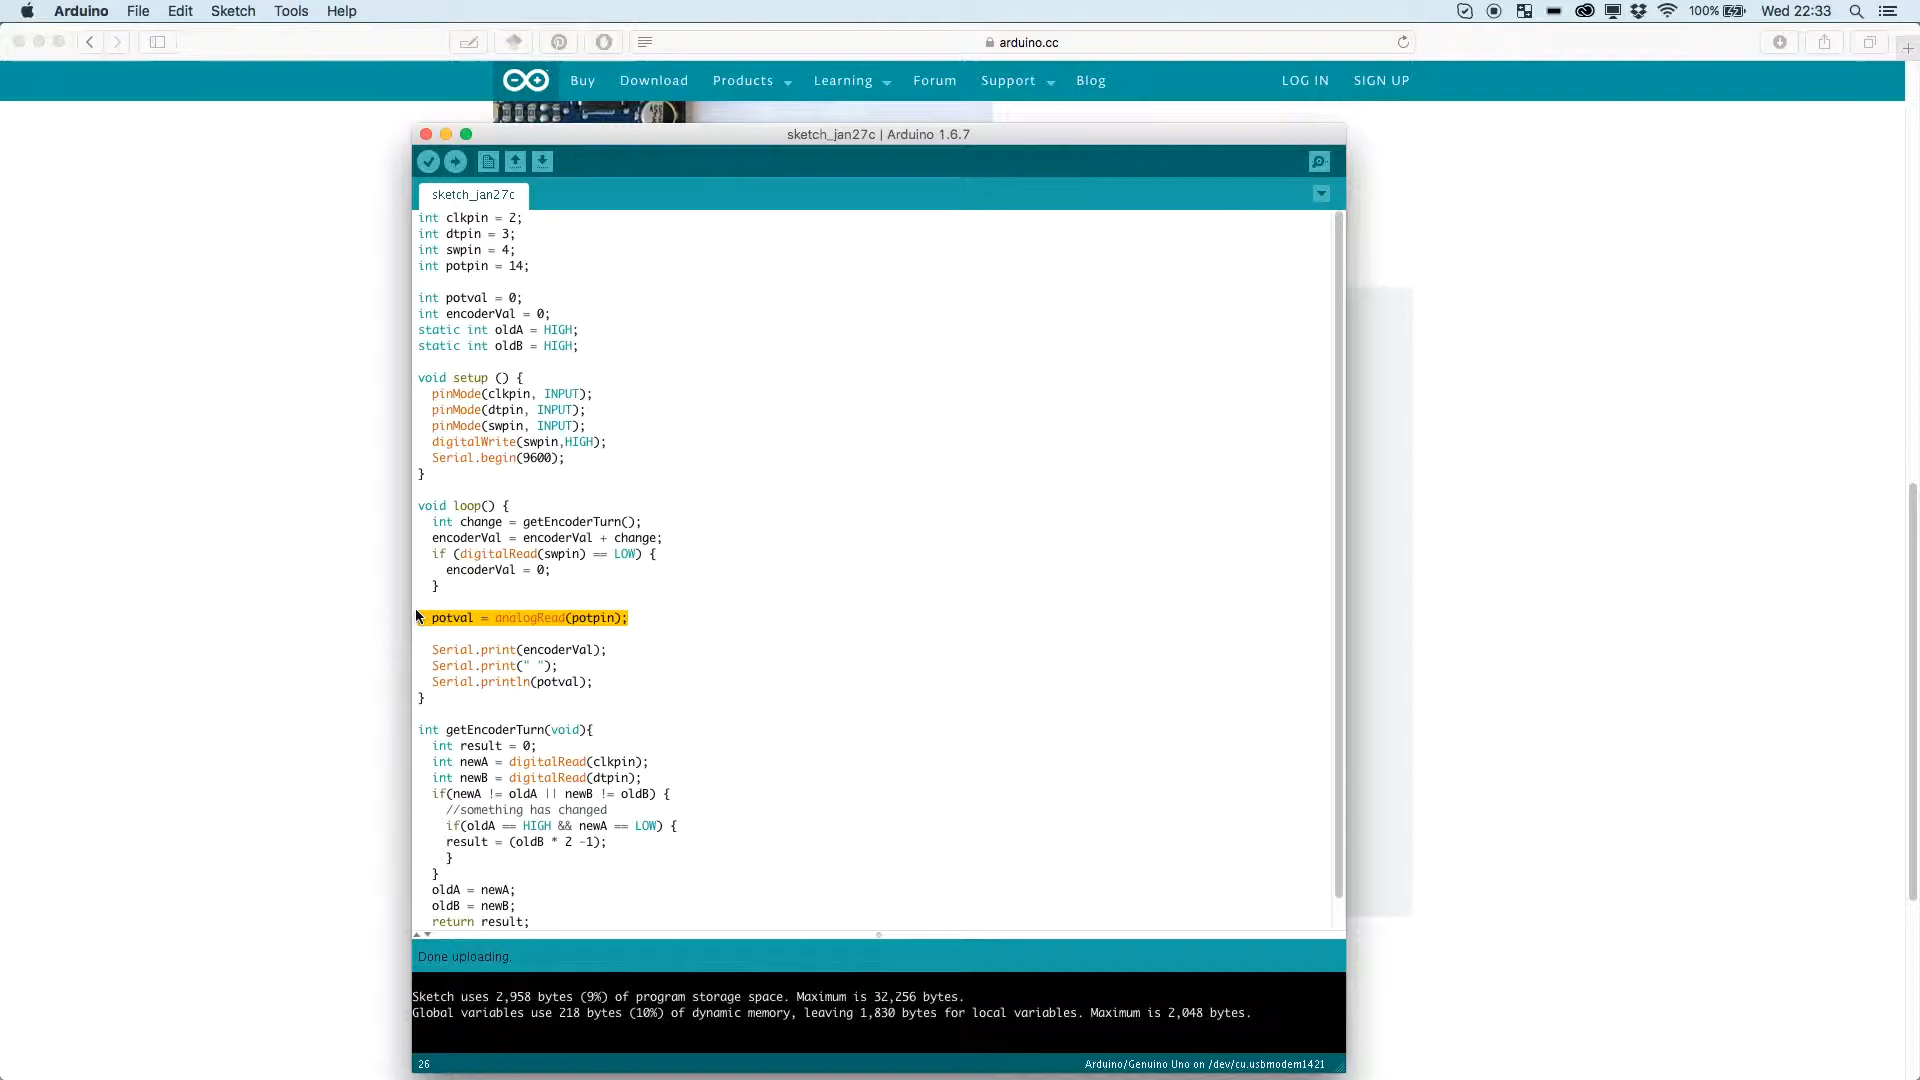 Arduino File Edit Sketch Tools Help
100% Wed 22:33
arduino.cc
Buy Download Products Learning Forum Support Blog LOG IN SIGN UP
sketch_jan27c | Arduino 1.6.7
sketch_jan27c
int clkpin = 2;
int dtpin = 3;
int swpin = 4;
int potpin = 14;
int potval = 0;
int encoderVal = 0;
static int oldA = HIGH;
static int oldB = HIGH;
void setup () {
pinMode(clkpin, INPUT);
pinMode(dtpin, INPUT);
pinMode(swpin, INPUT);
digitalWrite(swpin,HIGH);
Serial.begin(9600);
}
void loop() {
int change = getEncoderTurn();
encoderVal = encoderVal + change;
if (digitalRead(swpin) == LOW) {
encoderVal = 0;
}
potval = analogRead(potpin);
Serial.print(encoderVal);
Serial.print(" ");
Serial.println(potval);
}
int getEncoderTurn(void){
int result = 0;
int newA = digitalRead(clkpin);
int newB = digitalRead(dtpin);
if(newA != oldA || newB != oldB) {
//something has changed
if(oldA == HIGH && newA == LOW) {
result = (oldB * 2 -1);
}
}
oldA = newA;
oldB = newB;
return result;
Done uploading.
Sketch uses 2,958 bytes (9%) of program storage space. Maximum is 32,256 bytes.
Global variables use 218 bytes (10%) of dynamic memory, leaving 1,830 bytes for local variables. Maximum is 2,048 bytes.
26 Arduino/Genuino Uno on /dev/cu.usbmodem1421